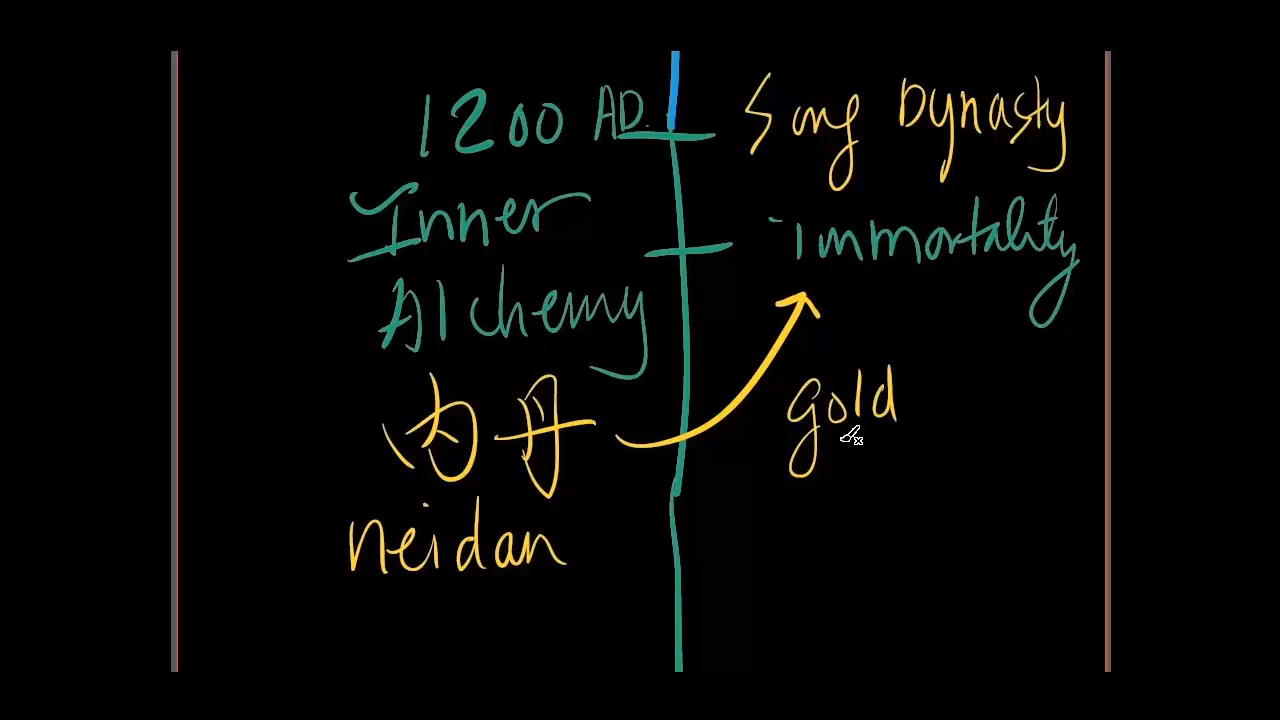 1200 AD.
Song Dynasty
Inner
Alchemy
immortality
内丹
neidan
gold